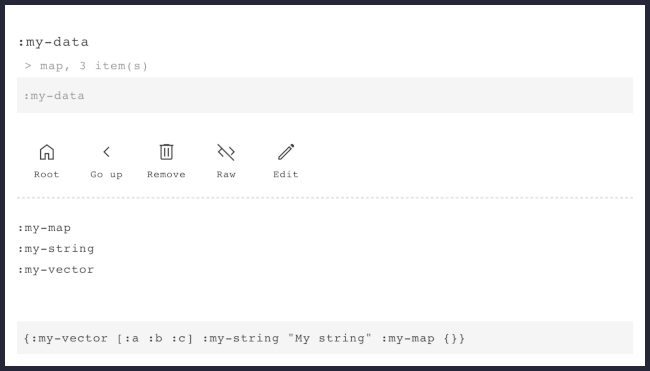 :my-data
> map, 3 item(s)
:my-data
Root Go up Remove Raw Edit
:my-map
:my-string
:my-vector
{:my-vector [:a :b :c] :my-string "My string" :my-map {}}